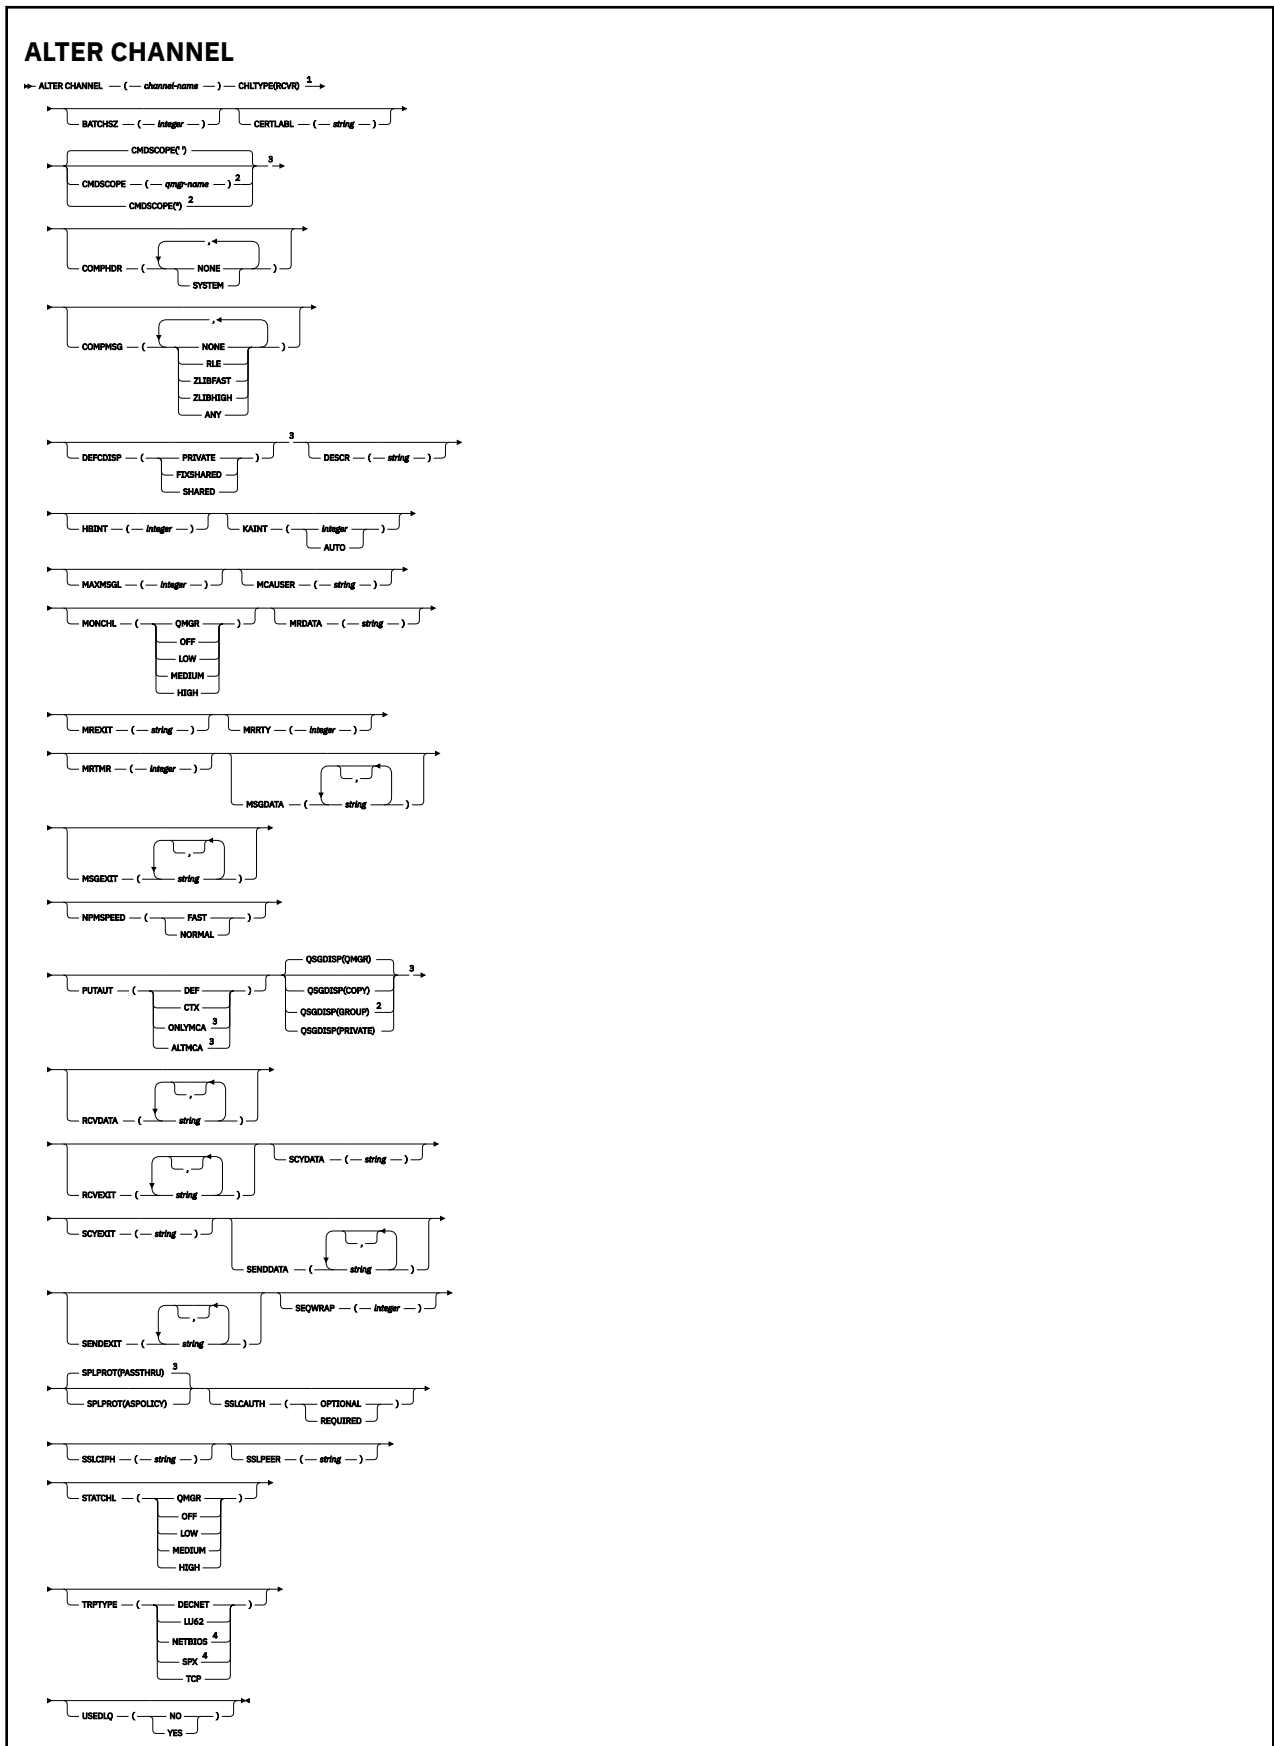 ALTER CHANNEL
ALTER CHANNEL ( channel-name ) CHLTYPE(RCVR) 1
BATCHSZ ( integer ) CERTLABL ( string )
CMDSCOPE(' ')
3
CMDSCOPE ( qmgr-name ) 2
CMDSCOPE(*) 2
,
COMPHDR ( NONE )
SYSTEM
,
COMPMSG ( NONE )
RLE
ZLIBFAST
ZLIBHIGH
ANY
3
DEFCDISP ( PRIVATE ) DESCR ( string )
FIXSHARED
SHARED
HBINT ( integer ) KAINT ( integer )
AUTO
MAXMSGL ( integer ) MCAUSER ( string )
MONCHL ( QMGR ) MRDATA ( string )
OFF
LOW
MEDIUM
HIGH
MREXIT ( string ) MRRTY ( integer )
MRTMR ( integer )
,
MSGDATA ( string )
,
MSGEXIT ( string )
NPMSPEED ( FAST )
NORMAL
QSGDISP(QMGR)
3
PUTAUT ( DEF ) QSGDISP(COPY)
CTX
QSGDISP(GROUP) 2
ONLYMCA 3
QSGDISP(PRIVATE)
ALTMCA 3
,
RCVDATA ( string )
SCYDATA ( string )
,
RCVEXIT ( string )
SCYEXIT ( string )
,
SENDDATA ( string )
SEQWRAP ( integer )
,
SENDEXIT ( string )
SPLPROT(PASSTHRU) 3
SPLPROT(ASPOLICY) SSLCAUTH ( OPTIONAL )
REQUIRED
SSLCIPH ( string ) SSLPEER ( string )
STATCHL ( QMGR )
OFF
LOW
MEDIUM
HIGH
TRPTYPE ( DECNET )
LU62
NETBIOS 4
SPX 4
TCP
USEDLQ ( NO )
YES